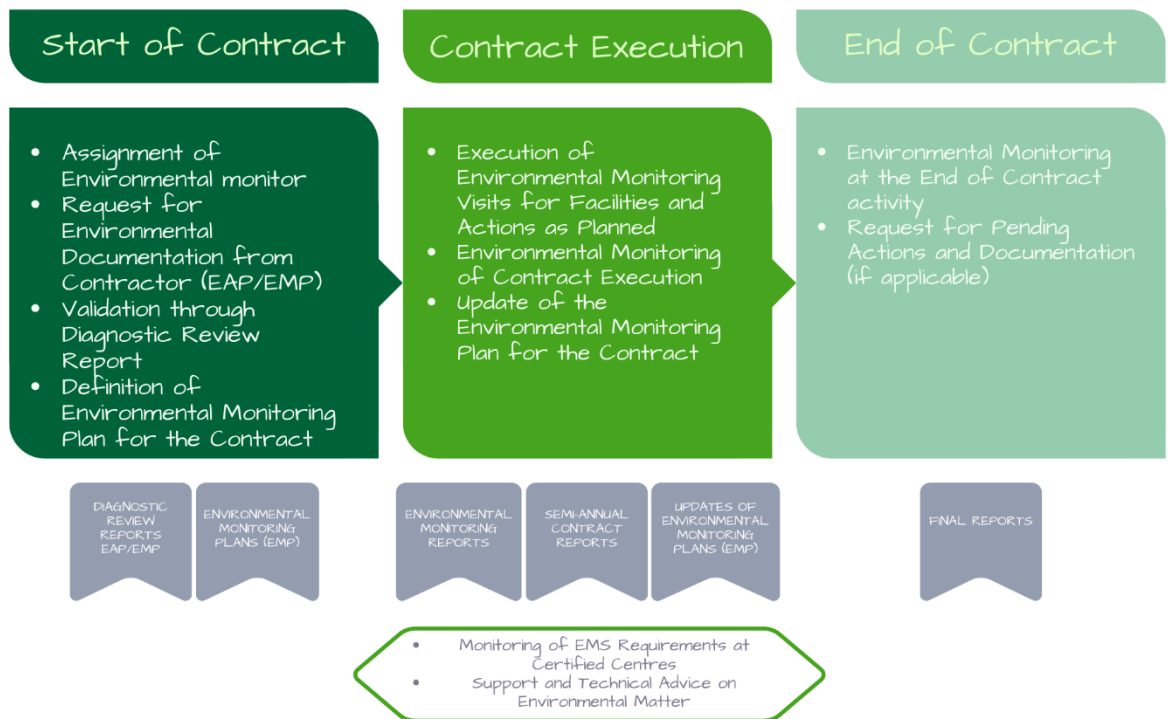 Start of Contract
Contract Execution
End of Contract
• Assignment of
Environmental monitor
• Request for
Environmental
Documentation from
Contractor (EAP/EMP)
• Validation through
Diagnostic Review
Report
• Definition of
Environmental Monitoring
Plan for the Contract
• Execution of
Environmental Monitoring
Visits for Facilities and
Actions as Planned
• Environmental Monitoring
of Contract Execution
• Update of the
Environmental Monitoring
Plan for the Contract
• Environmental Monitoring
at the End of Contract
activity
• Request for Pending
Actions and Documentation
(if applicable)
DIAGNOSTIC
REVIEW
REPORTS
EAP/EMP
ENVIRONMENTAL
MONITORING
PLANS (EMP)
ENVIRONMENTAL
MONITORING
REPORTS
SEMI-ANNUAL
CONTRACT
REPORTS
UPDATES OF
ENVIRONMENTAL
MONITORING
PLANS (EMP)
FINAL REPORTS
• Monitoring of EMS Requirements at
Certified Centres
• Support and Technical Advice on
Environmental Matter